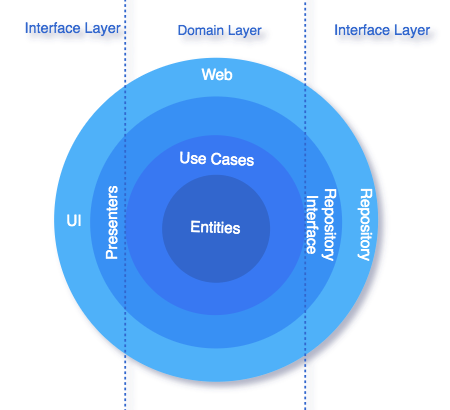 Interface Layer
Domain Layer
Interface Layer
Web
Use Cases
UI
Presenters
Entities
Repository
Interface
Repository